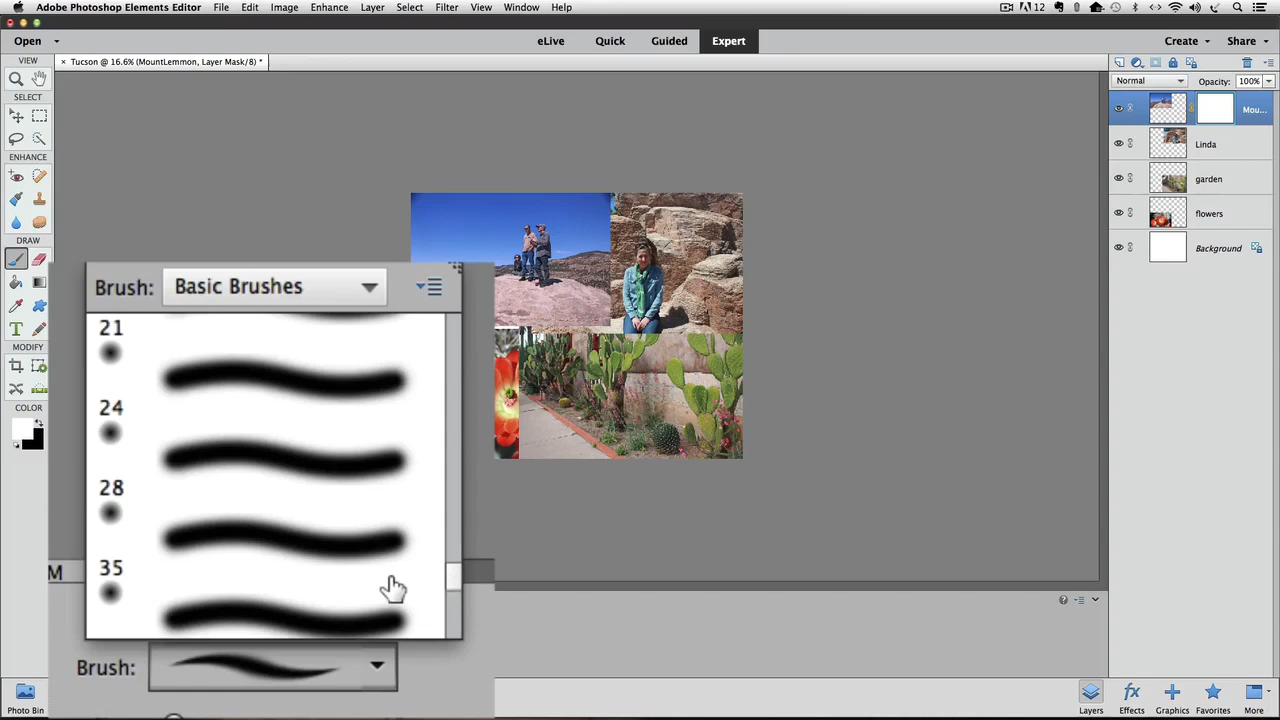 Adobe Photoshop Elements Editor File Edit Image Enhance Layer Select Filter View Window Help 12
Open eLive Quick Guided Expert Create Share
VIEW × Tucson @ 16.6% (MountLemmon, Layer Mask/8) *
Normal Opacity: 100%
SELECT
Mou...
Linda
ENHANCE
garden
flowers
DRAW
Background
Brush: Basic Brushes
21
MODIFY
24
COLOR
28
35
M
Brush:
Photo Bin Layers Effects Graphics Favorites More